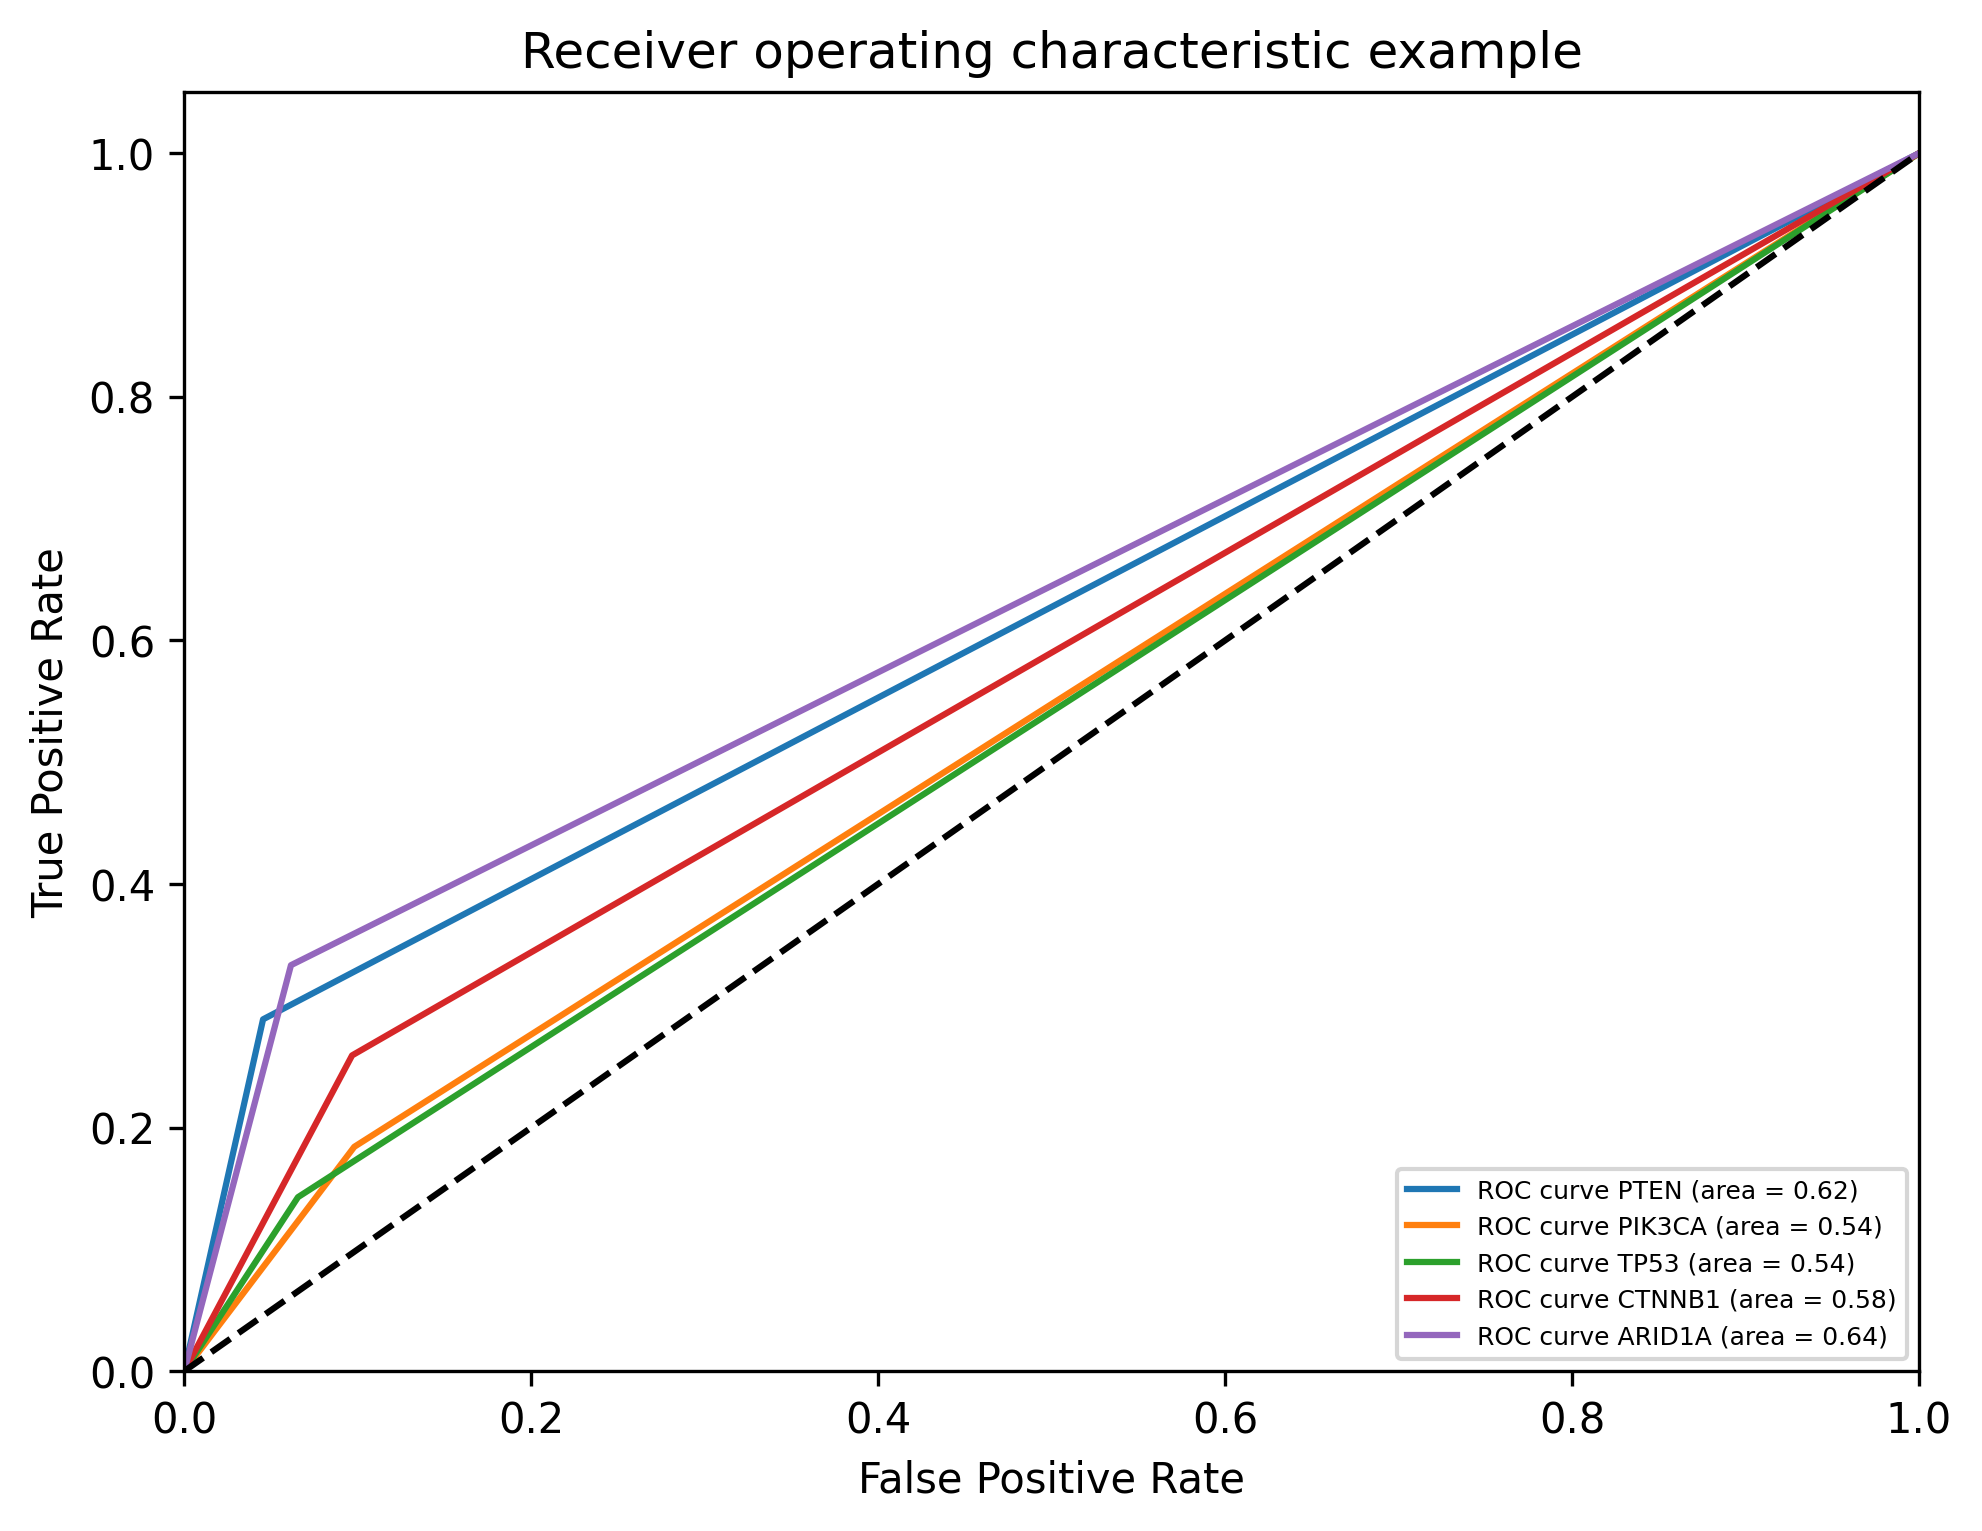 Receiver operating characteristic example
True Positive Rate
1.0
0.8
0.6
0.4
0.2
0.0
0.0 0.2 0.4 0.6 0.8 1.0
False Positive Rate
ROC curve PTEN (area = 0.62)
ROC curve PIK3CA (area = 0.54)
ROC curve TP53 (area = 0.54)
ROC curve CTNNB1 (area = 0.58)
ROC curve ARID1A (area = 0.64)